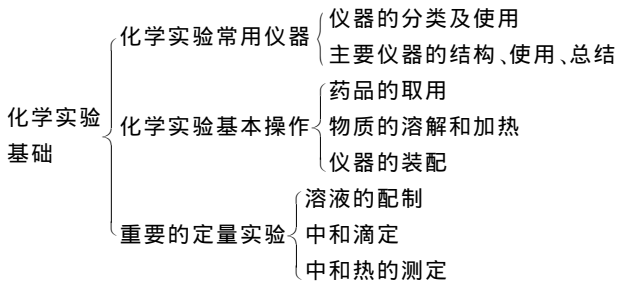 化学实验基础
化学实验常用仪器
仪器的分类及使用
主要仪器的结构、使用、总结
化学实验基本操作
药品的取用
物质的溶解和加热
仪器的装配
重要的定量实验
溶液的配制
中和滴定
中和热的测定